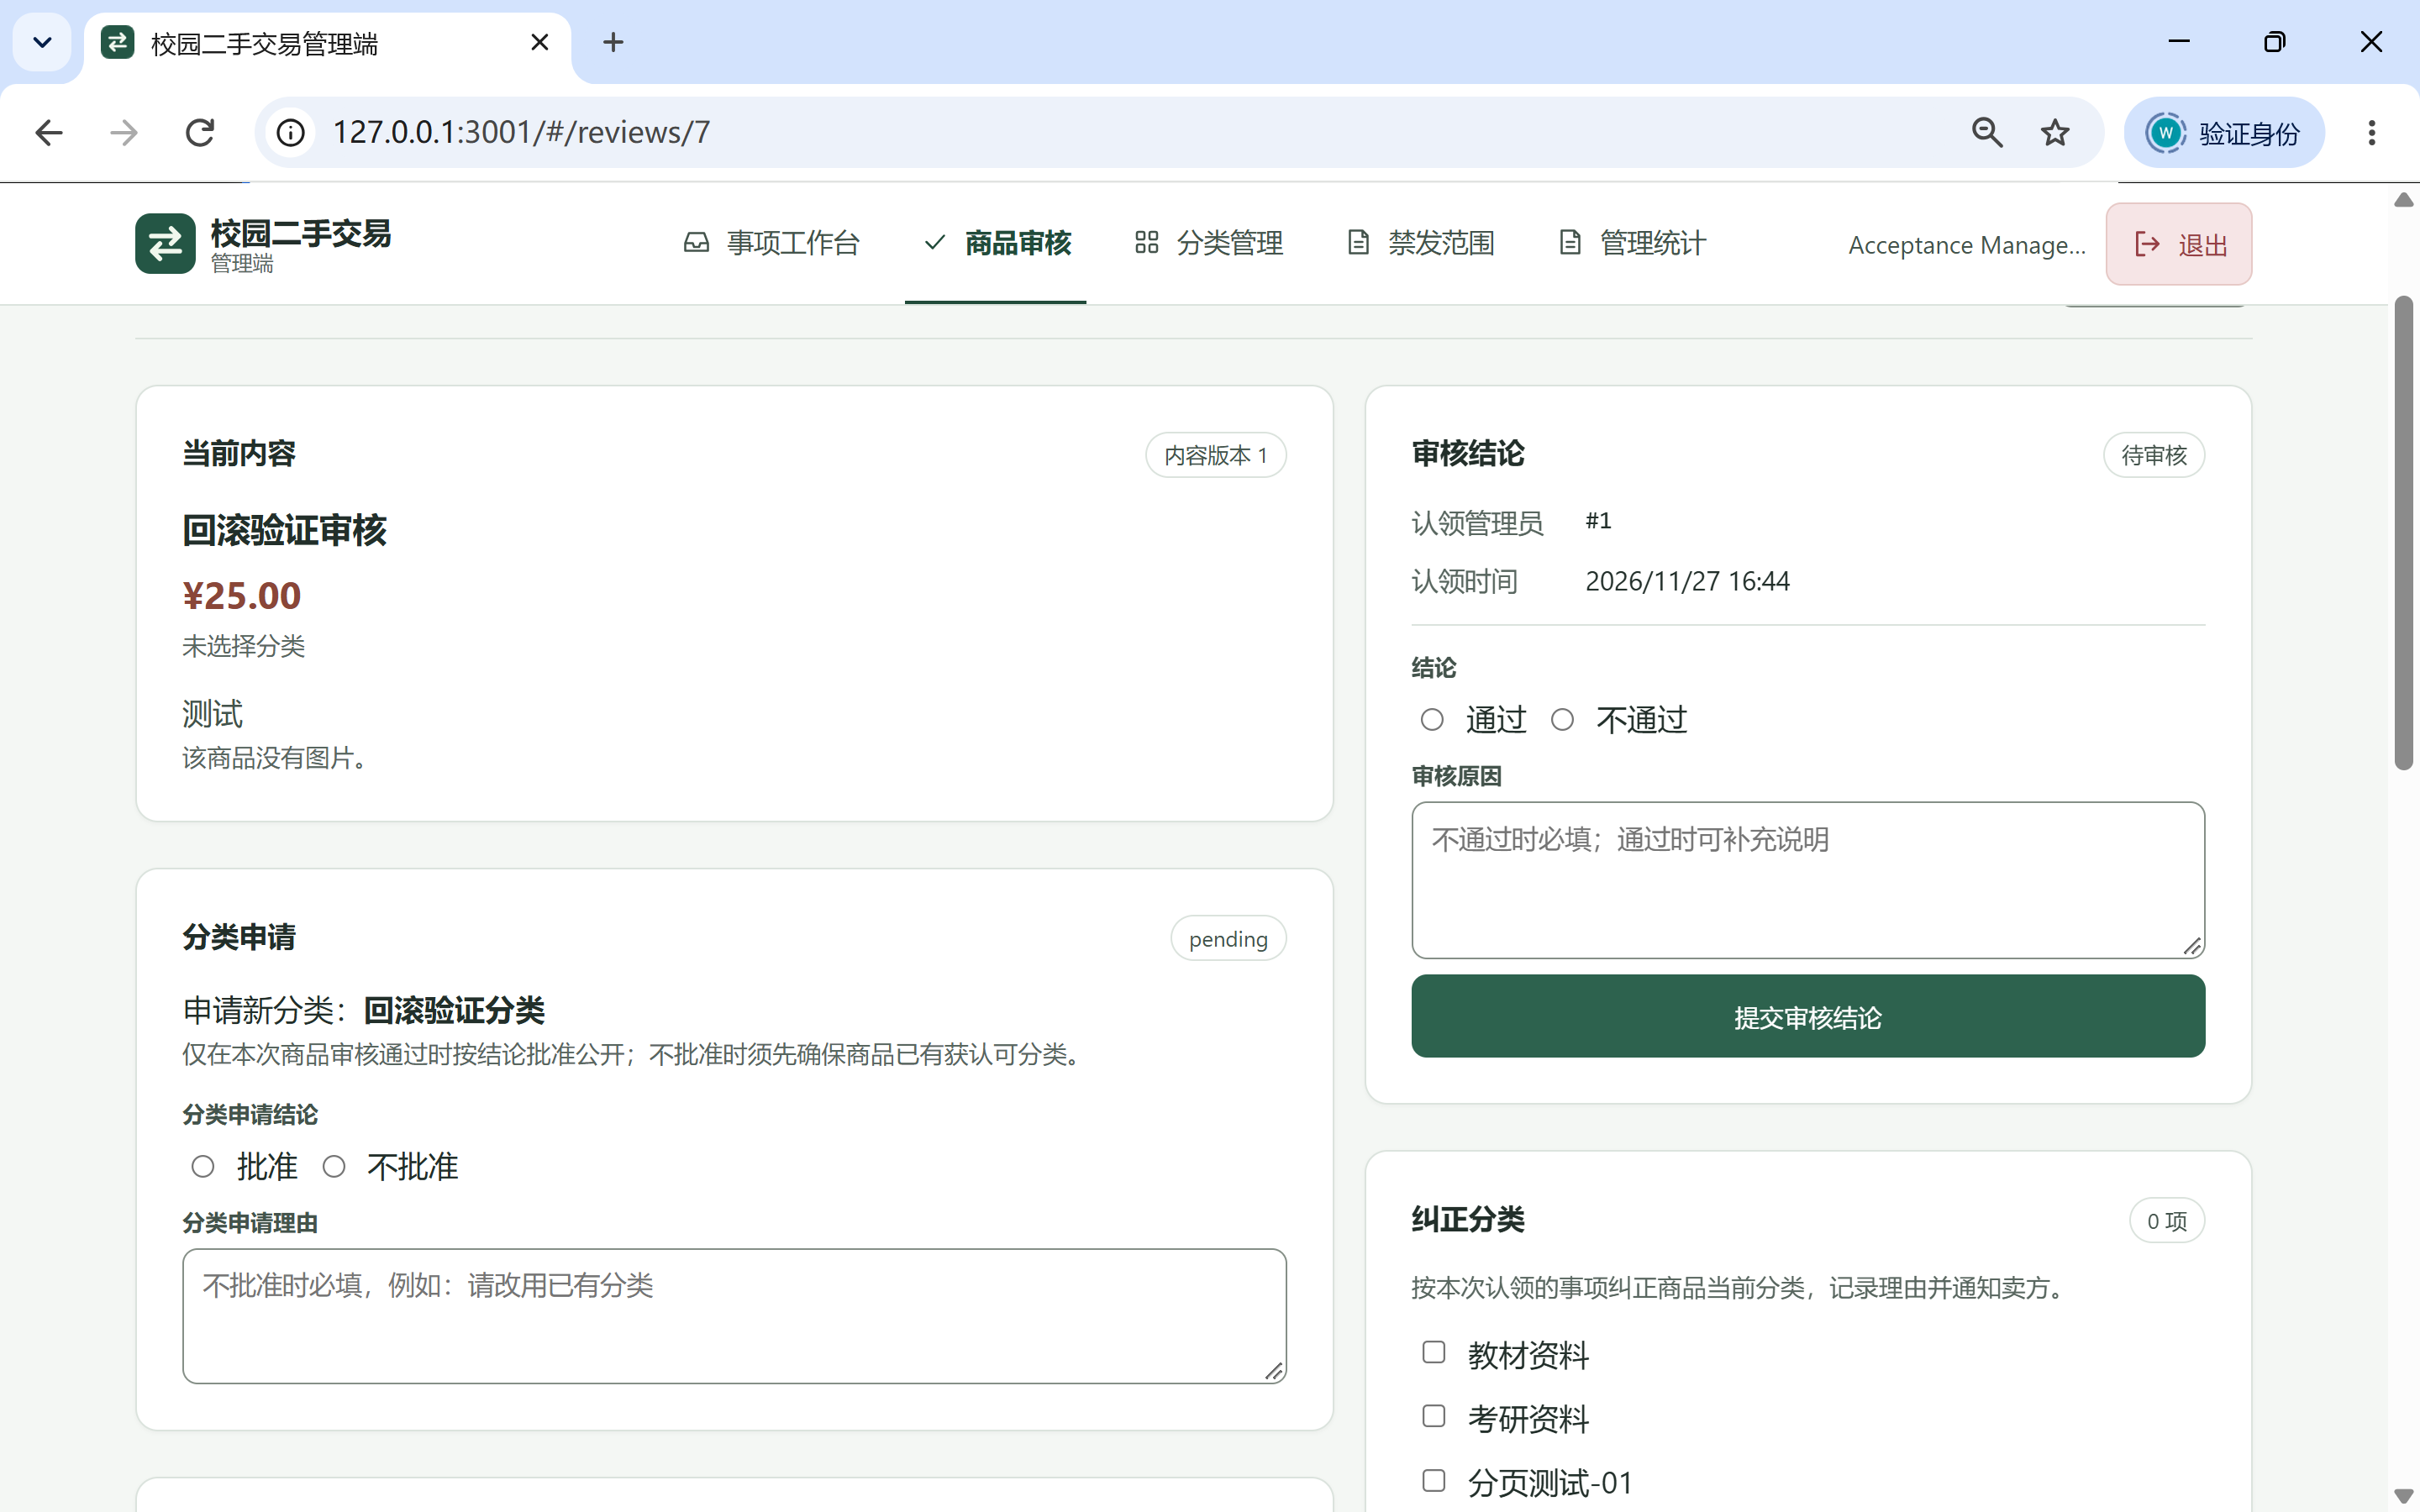 校园二手交易管理端
127.0.0.1:3001/#/reviews/7
W 验证身份
校园二手交易
管理端
事项工作台
商品审核
分类管理
禁发范围
管理统计
Acceptance Manage...
退出
当前内容
内容版本 1
回滚验证审核
¥25.00
未选择分类
测试
该商品没有图片。
分类申请
pending
申请新分类：回滚验证分类
仅在本次商品审核通过时按结论批准公开；不批准时须先确保商品已有获认可分类。
分类申请结论
批准 不批准
分类申请理由
不批准时必填，例如：请改用已有分类
审核结论
待审核
认领管理员 #1
认领时间 2026/11/27 16:44
结论
通过 不通过
审核原因
不通过时必填；通过时可补充说明
提交审核结论
纠正分类
0 项
按本次认领的事项纠正商品当前分类，记录理由并通知卖方。
教材资料
考研资料
分页测试-01